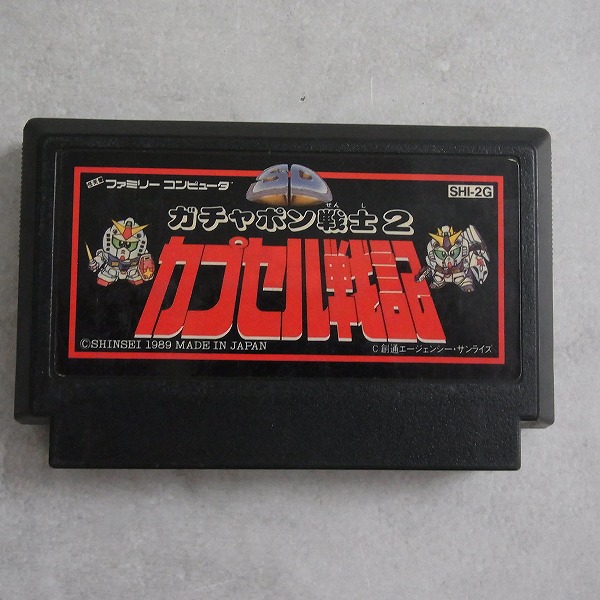 ファミリー コンピュータ
SD
SHI-2G
ガチャポン戦士2
せんし
カプセル戦記
©SHINSEI 1989 MADE IN JAPAN
C 創通エージェンシー・サンライズ